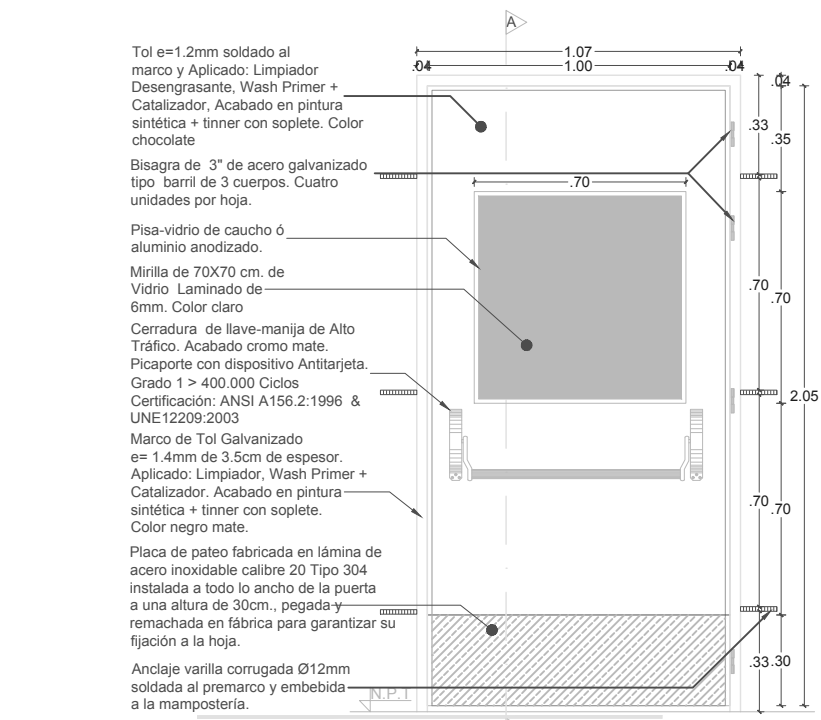 A
Tol e=1.2mm soldado al
marco y Aplicado: Limpiador
Desengrasante, Wash Primer +
Catalizador, Acabado en pintura
sintética + tinner con soplete. Color
chocolate
Bisagra de 3" de acero galvanizado
tipo barril de 3 cuerpos. Cuatro
unidades por hoja.
Pisa-vidrio de caucho ó
aluminio anodizado.
Mirilla de 70X70 cm. de
Vidrio Laminado de
6mm. Color claro
Cerradura de llave-manija de Alto
Tráfico. Acabado cromo mate.
Picaporte con dispositivo Antitarjeta.
Grado 1 > 400.000 Ciclos
Certificación: ANSI A156.2:1996 &
UNE12209:2003
Marco de Tol Galvanizado
e= 1.4mm de 3.5cm de espesor.
Aplicado: Limpiador, Wash Primer +
Catalizador. Acabado en pintura
sintética + tinner con soplete.
Color negro mate.
Placa de pateo fabricada en lámina de
acero inoxidable calibre 20 Tipo 304
instalada a todo lo ancho de la puerta
a una altura de 30cm., pegada y
remachada en fábrica para garantizar su
fijación a la hoja.
Anclaje varilla corrugada Ø12mm
soldada al premarco y embebida
a la mampostería.
1.07
.04 1.00 .04
.70
.04
.33 .35
.70 .70
2.05
.70 .70
.33 .30
N.P.T